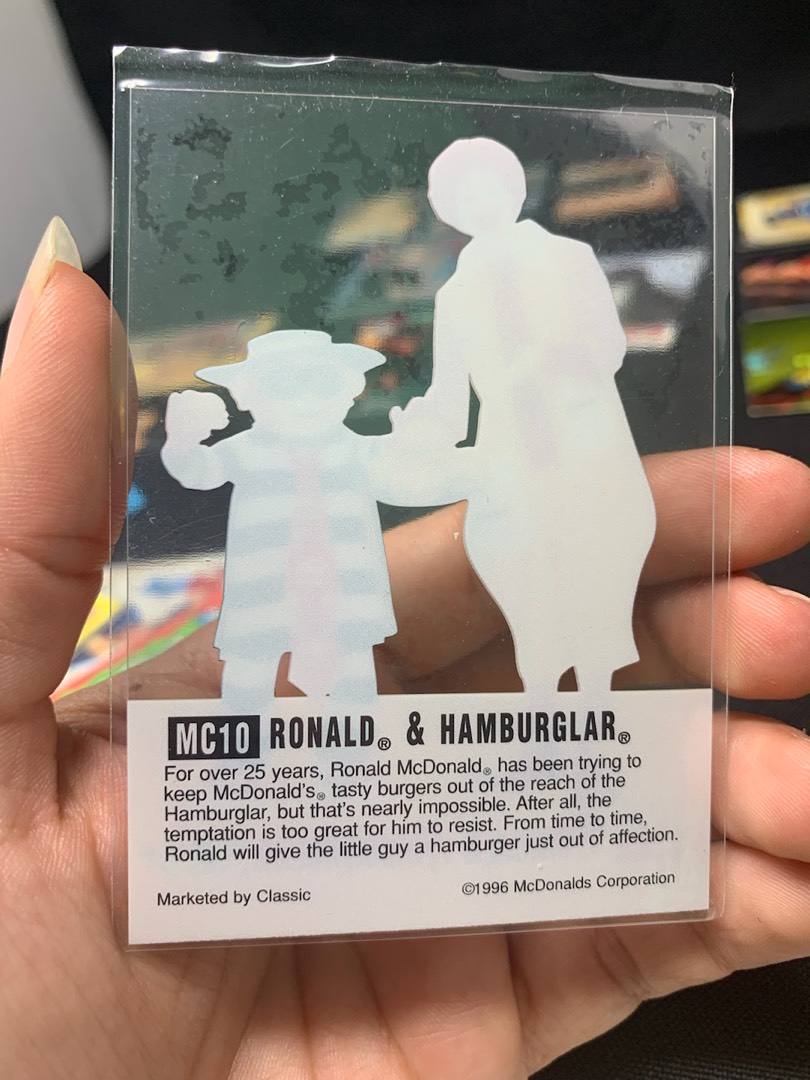 MC10 RONALD® & HAMBURGLAR®
For over 25 years, Ronald McDonald® has been trying to
keep McDonald's® tasty burgers out of the reach of the
Hamburglar, but that's nearly impossible. After all, the
temptation is too great for him to resist. From time to time,
Ronald will give the little guy a hamburger just out of affection.
Marketed by Classic ©1996 McDonalds Corporation